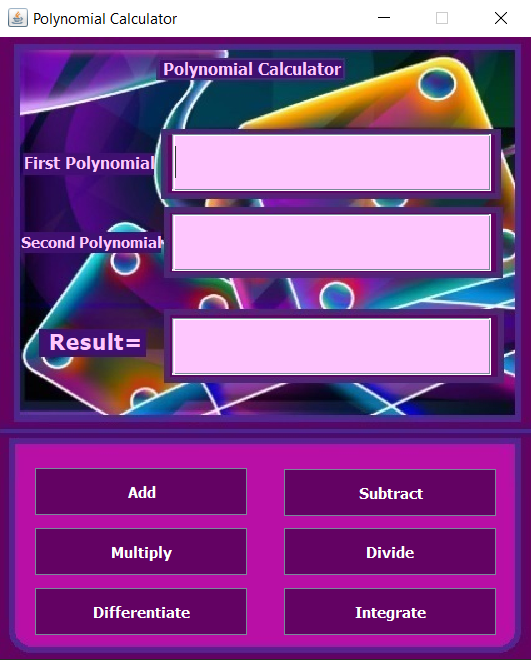 Polynomial Calculator
Polynomial Calculator
First Polynomial
Second Polynomial
Result=
Add
Subtract
Multiply
Divide
Differentiate
Integrate